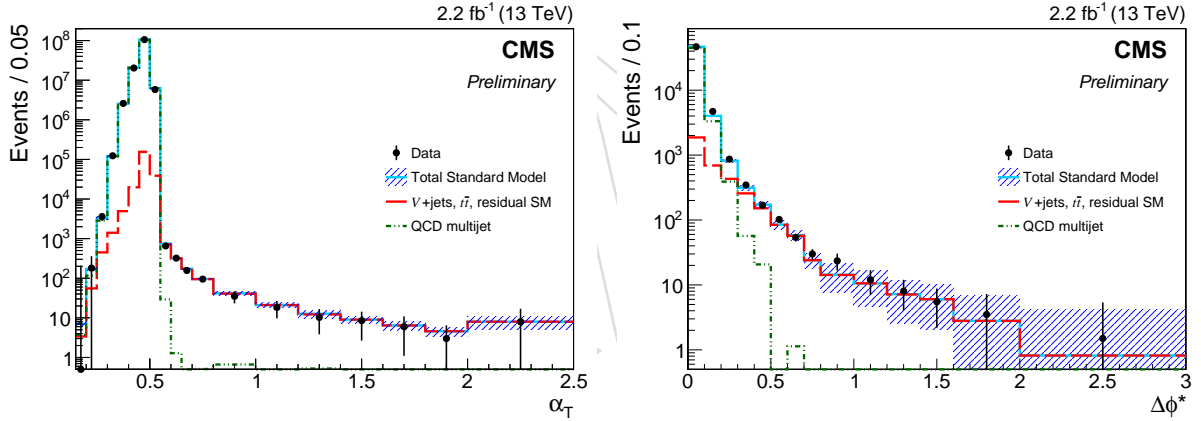 2.2 fb⁻¹ (13 TeV)
Events / 0.05
10⁸
10⁷
10⁶
10⁵
10⁴
10³
10²
10
1
CMS
Preliminary
Data
Total Standard Model
V+jets, tt̄, residual SM
QCD multijet
0.5 1 1.5 2 2.5
α_T
2.2 fb⁻¹ (13 TeV)
Events / 0.1
10⁴
10³
10²
10
1
CMS
Preliminary
Data
Total Standard Model
V+jets, tt̄, residual SM
QCD multijet
0 0.5 1 1.5 2 2.5 3
Δϕ*